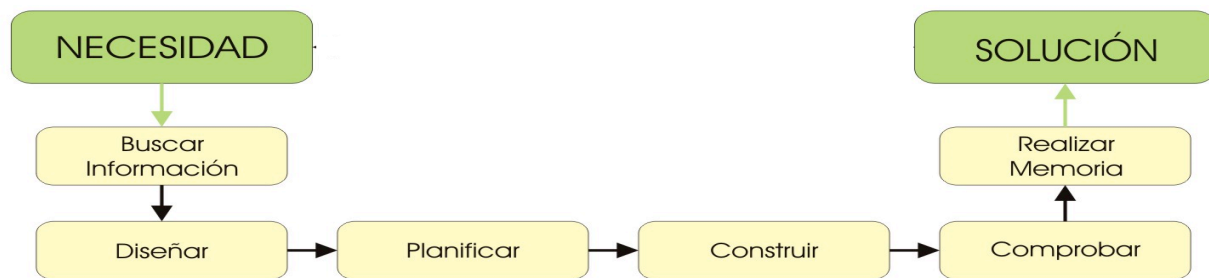 NECESIDAD
SOLUCIÓN
Buscar
Información
Realizar
Memoria
Diseñar
Planificar
Construir
Comprobar